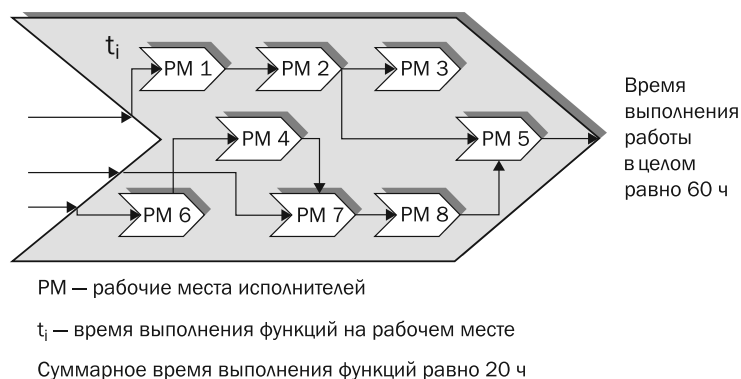 tᵢ
РМ 1
РМ 2
РМ 3
РМ 4
РМ 5
РМ 6
РМ 7
РМ 8
Время
выполнения
работы
в целом
равно 60 ч
РМ — рабочие места исполнителей
tᵢ — время выполнения функций на рабочем месте
Суммарное время выполнения функций равно 20 ч